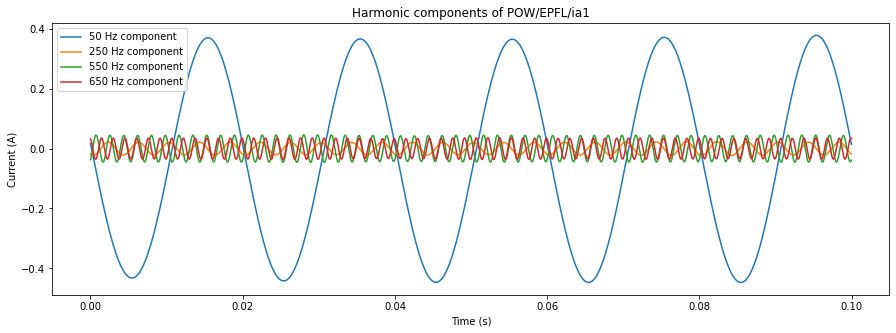 Harmonic components of POW/EPFL/ia1
50 Hz component
250 Hz component
550 Hz component
650 Hz component
Current (A)
0.4
0.2
0.0
−0.2
−0.4
0.00 0.02 0.04 0.06 0.08 0.10
Time (s)